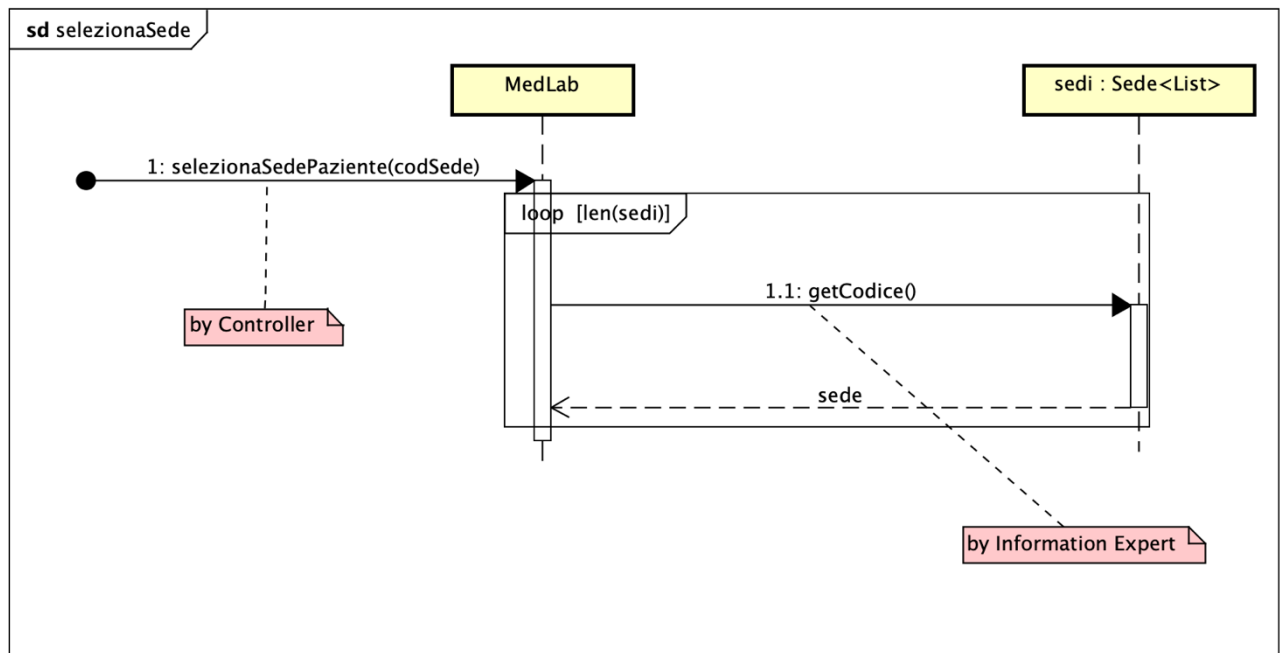 sd selezionaSede
MedLab
sedi : Sede<List>
1: selezionaSedePaziente(codSede)
loop [len(sedi)]
1.1: getCodice()
by Controller
sede
by Information Expert